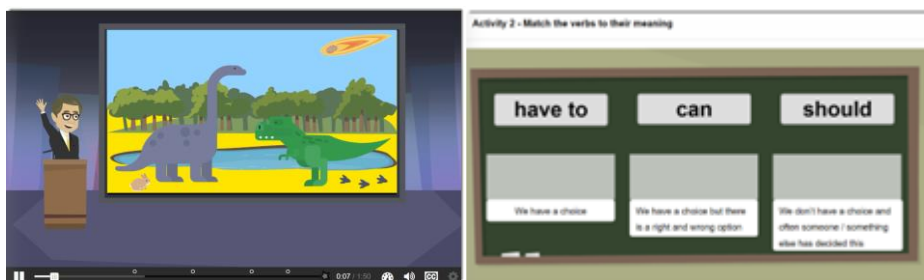 0:07 / 1:50
CC
Activity 2 - Match the verbs to their meaning
have to
can
should
We have a choice
We have a choice but there
is a right and wrong option
We don't have a choice and
often someone / something
else has decided this